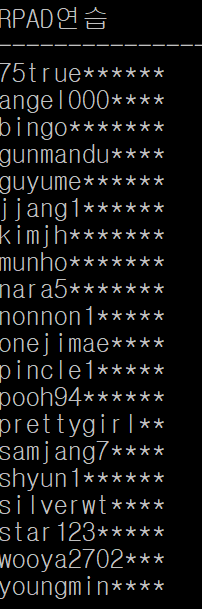 RPAD연습
--------------------
75true******
angel000****
bingo*******
gunmandu****
guyume******
jjang1******
kimjh*******
munho*******
nara5*******
nonnon1*****
onejimae****
pincle1*****
pooh94******
prettygirl**
samjang7****
shyun1******
silverwt****
star123*****
wooya2702***
youngmin****